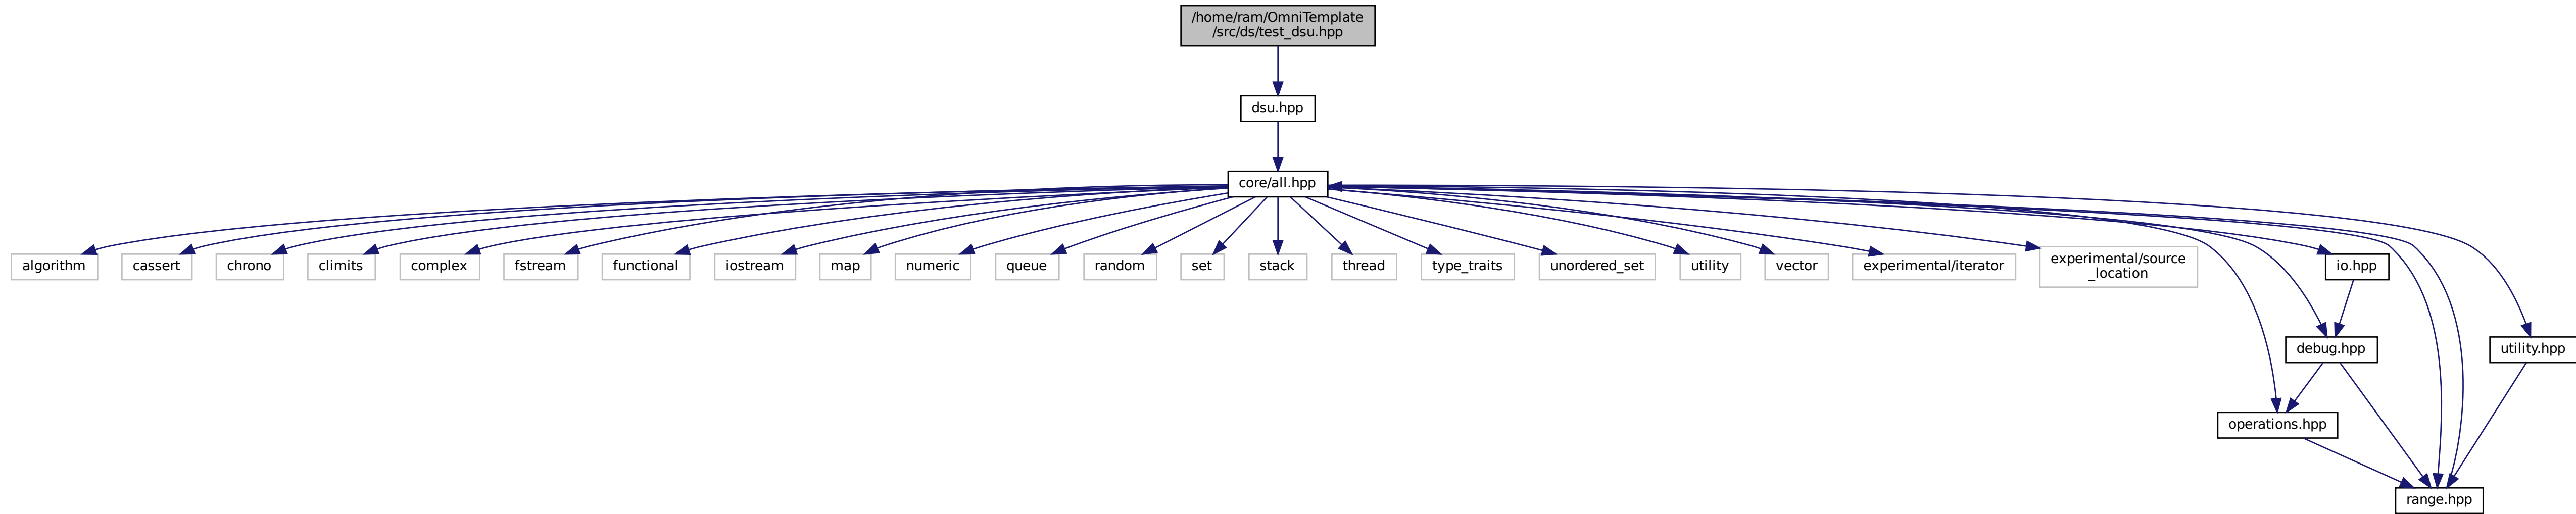 /home/ram/OmniTemplate
/src/ds/test_dsu.hpp
dsu.hpp
core/all.hpp
algorithm
cassert
chrono
climits
complex
fstream
functional
iostream
map
numeric
queue
random
set
stack
thread
type_traits
unordered_set
utility
vector
experimental/iterator
experimental/source
_location
io.hpp
debug.hpp
utility.hpp
operations.hpp
range.hpp